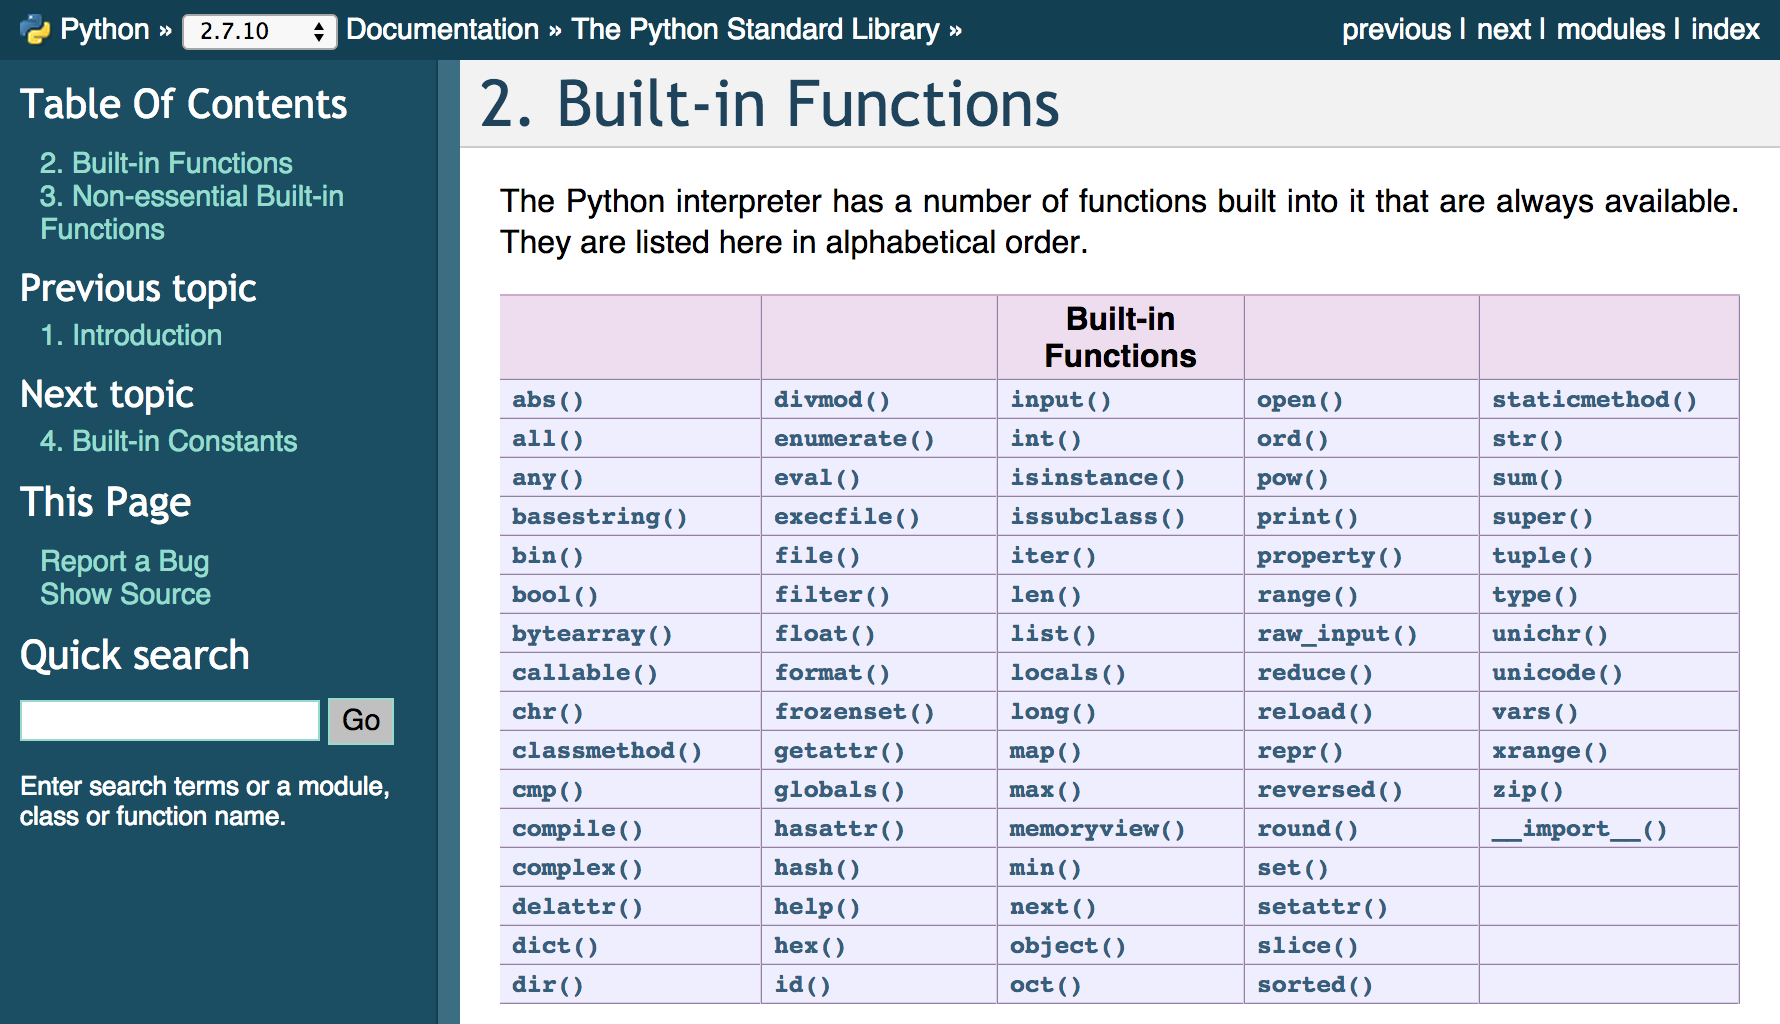 Python » 2.7.10 Documentation » The Python Standard Library » previous | next | modules | index
Table Of Contents
2. Built-in Functions
3. Non-essential Built-in
Functions
Previous topic
1. Introduction
Next topic
4. Built-in Constants
This Page
Report a Bug
Show Source
Quick search
Go
Enter search terms or a module,
class or function name.
2. Built-in Functions
The Python interpreter has a number of functions built into it that are always available.
They are listed here in alphabetical order.
Built-in
Functions
abs() divmod() input() open() staticmethod()
all() enumerate() int() ord() str()
any() eval() isinstance() pow() sum()
basestring() execfile() issubclass() print() super()
bin() file() iter() property() tuple()
bool() filter() len() range() type()
bytearray() float() list() raw_input() unichr()
callable() format() locals() reduce() unicode()
chr() frozenset() long() reload() vars()
classmethod() getattr() map() repr() xrange()
cmp() globals() max() reversed() zip()
compile() hasattr() memoryview() round() __import__()
complex() hash() min() set()
delattr() help() next() setattr()
dict() hex() object() slice()
dir() id() oct() sorted()